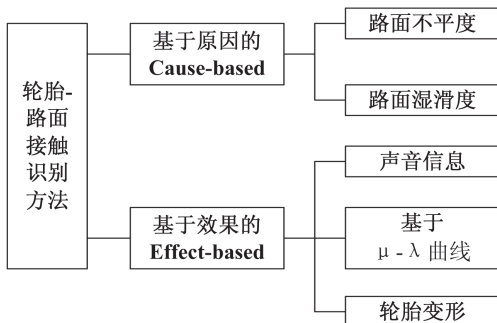 轮胎-
路面
接触
识别
方法
基于原因的
Cause-based
路面不平度
路面湿滑度
基于效果的
Effect-based
声音信息
基于
μ - λ 曲线
轮胎变形